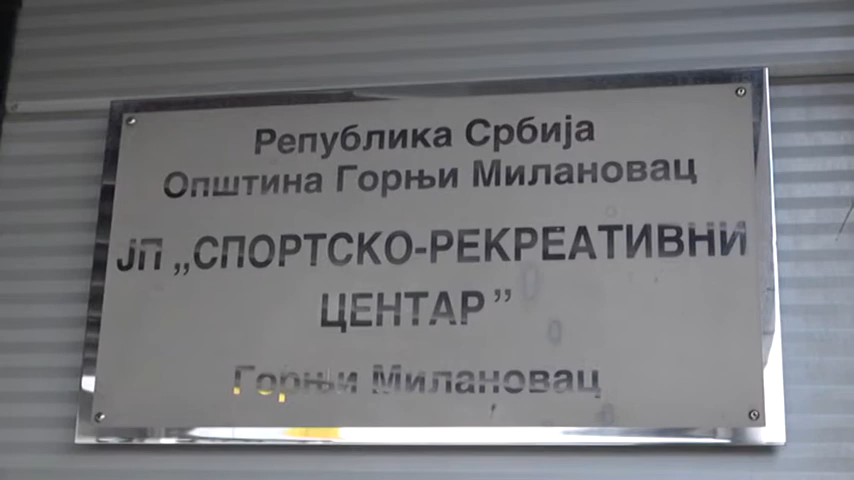 Република Србија
Општина Горњи Милановац
ЈП „СПОРТСКО-РЕКРЕАТИВНИ
ЦЕНТАР”
Горњи Милановац